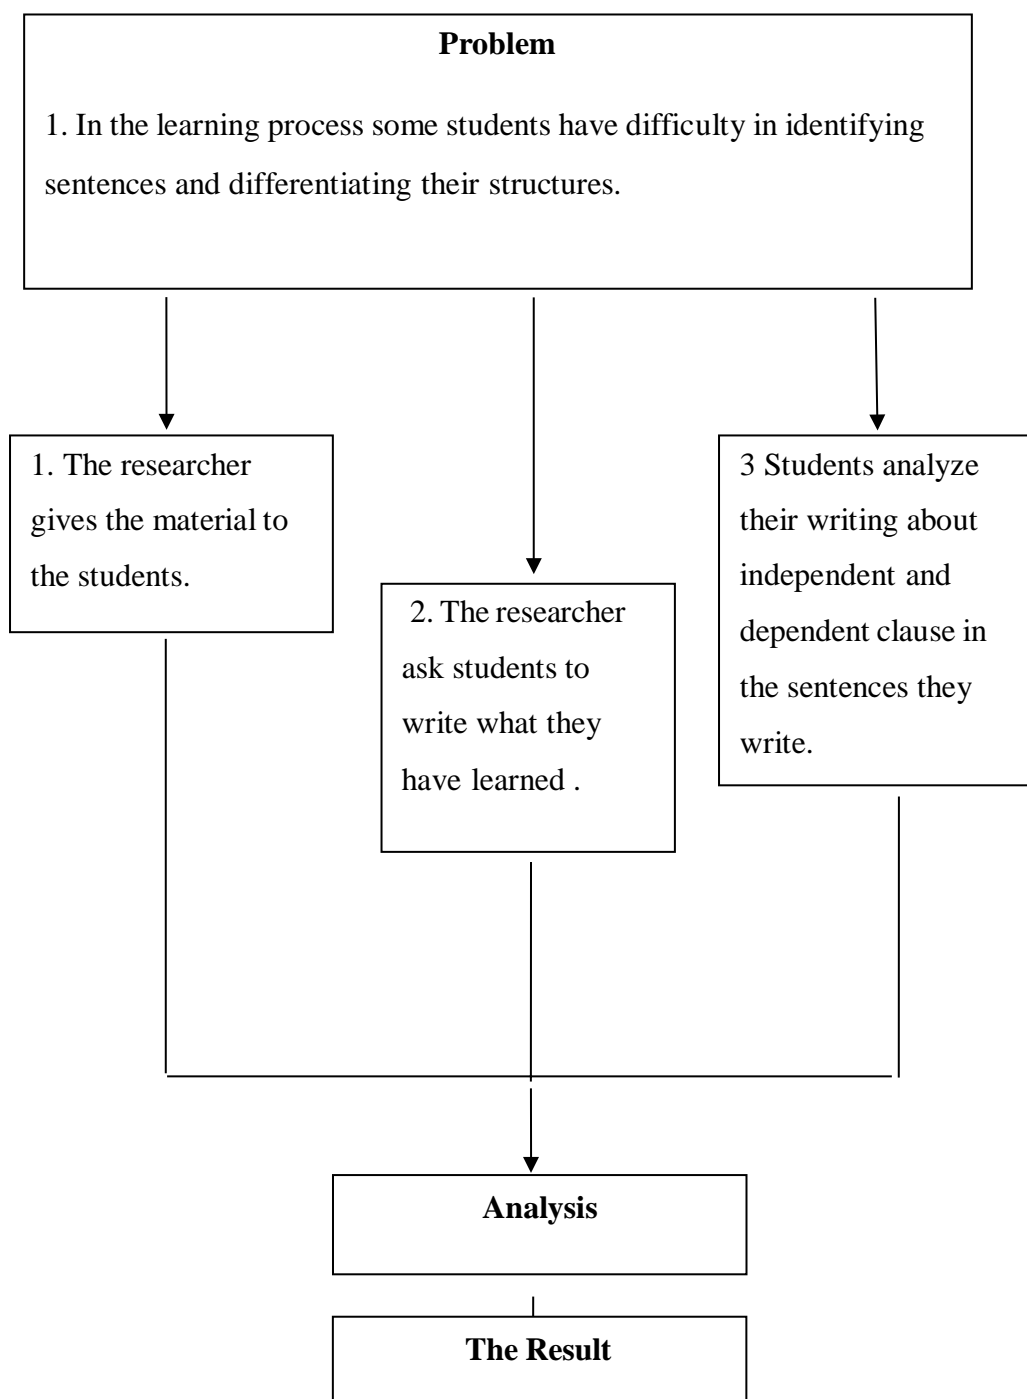 Problem
1. In the learning process some students have difficulty in identifying
sentences and differentiating their structures.
1. The researcher
gives the material to
the students.
2. The researcher
ask students to
write what they
have learned .
3 Students analyze
their writing about
independent and
dependent clause in
the sentences they
write.
Analysis
The Result